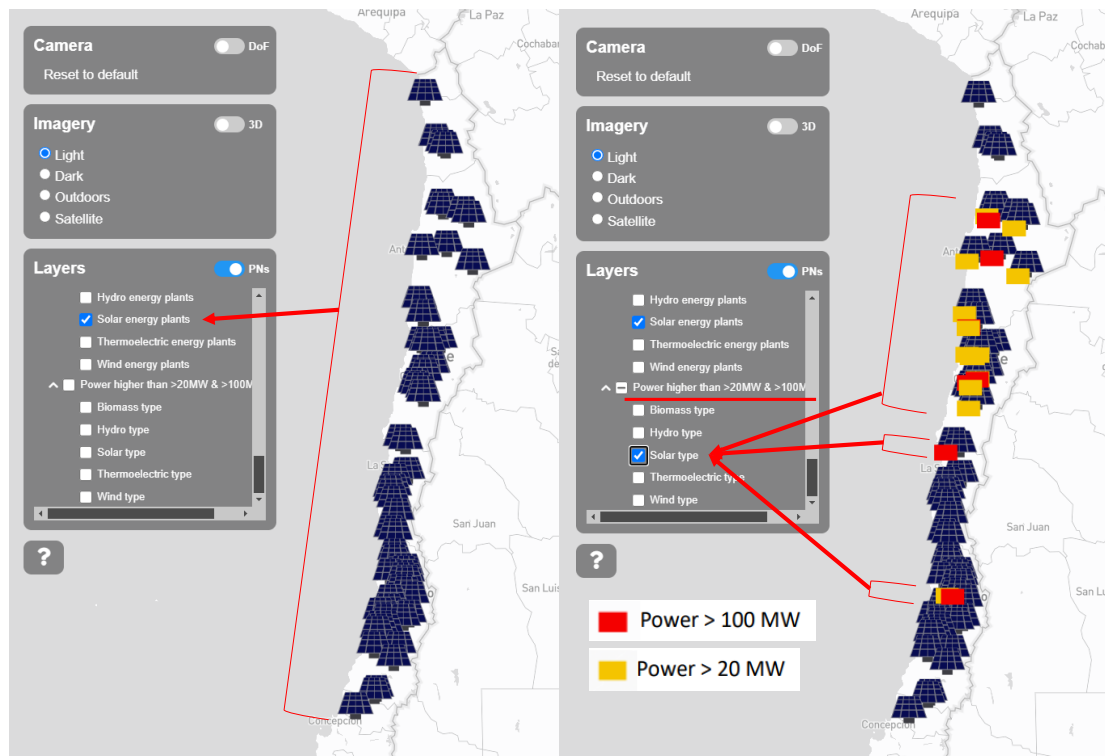 Arequipa
La Paz
Camera
DoF
Cochabam
Reset to default
Imagery
3D
Light
Dark
Outdoors
Satellite
Layers
PNs
Hydro energy plants
Solar energy plants
Thermoelectric energy plants
Wind energy plants
Power higher than >20MW & >100M
Biomass type
Hydro type
Solar type
Thermoelectric type
Wind type
?
San Juan
San Luis
Concepción
Arequipa
La Paz
Camera
DoF
Cochab
Reset to default
Imagery
3D
Light
Dark
Outdoors
Satellite
Layers
PNs
Hydro energy plants
Solar energy plants
Thermoelectric energy plants
Wind energy plants
Power higher than >20MW & >100M
Biomass type
Hydro type
Solar type
Thermoelectric type
Wind type
?
San Juan
San Lu
Concepción
Power > 100 MW
Power > 20 MW